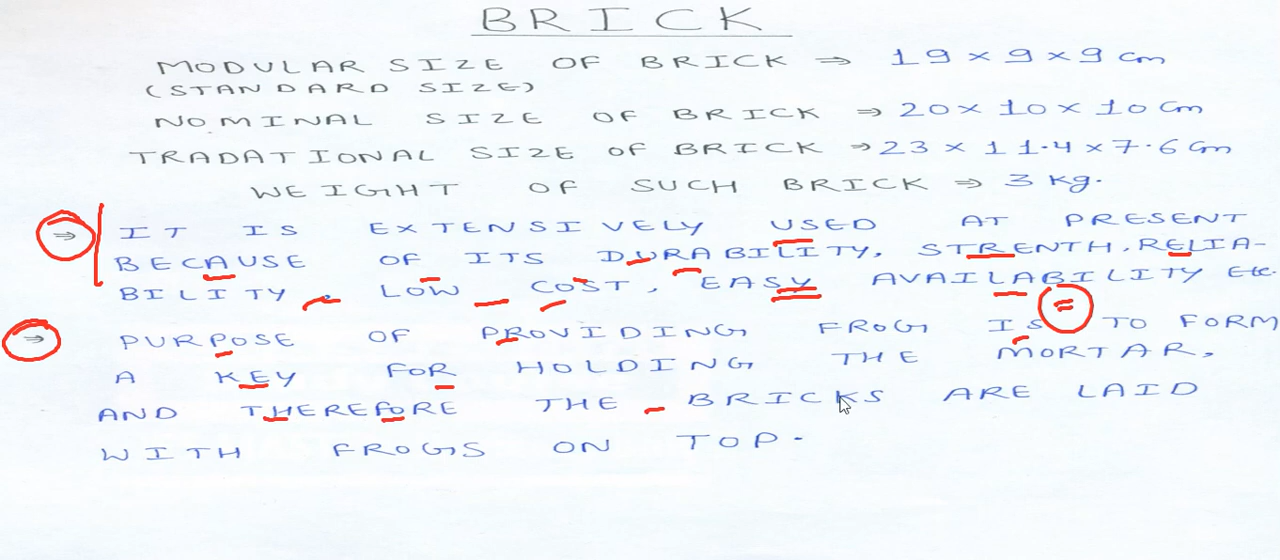 BRICK
MODULAR SIZE OF BRICK ⇒ 19 × 9 × 9 cm
(STANDARD SIZE)
NOMINAL SIZE OF BRICK ⇒ 20 × 10 × 10 cm
TRADATIONAL SIZE OF BRICK ⇒ 23 × 11.4 × 7.6 cm
WEIGHT OF SUCH BRICK ⇒ 3 kg.
⇒ IT IS EXTENSIVELY USED AT PRESENT
BECAUSE OF ITS DURABILITY, STRENTH, RELIA-
BILITY, LOW COST, EASY AVAILABILITY Etc.
⇒ PURPOSE OF PROVIDING FROG IS TO FORM
A KEY FOR HOLDING THE MORTAR,
AND THEREFORE THE BRICKS ARE LAID
WITH FROGS ON TOP.